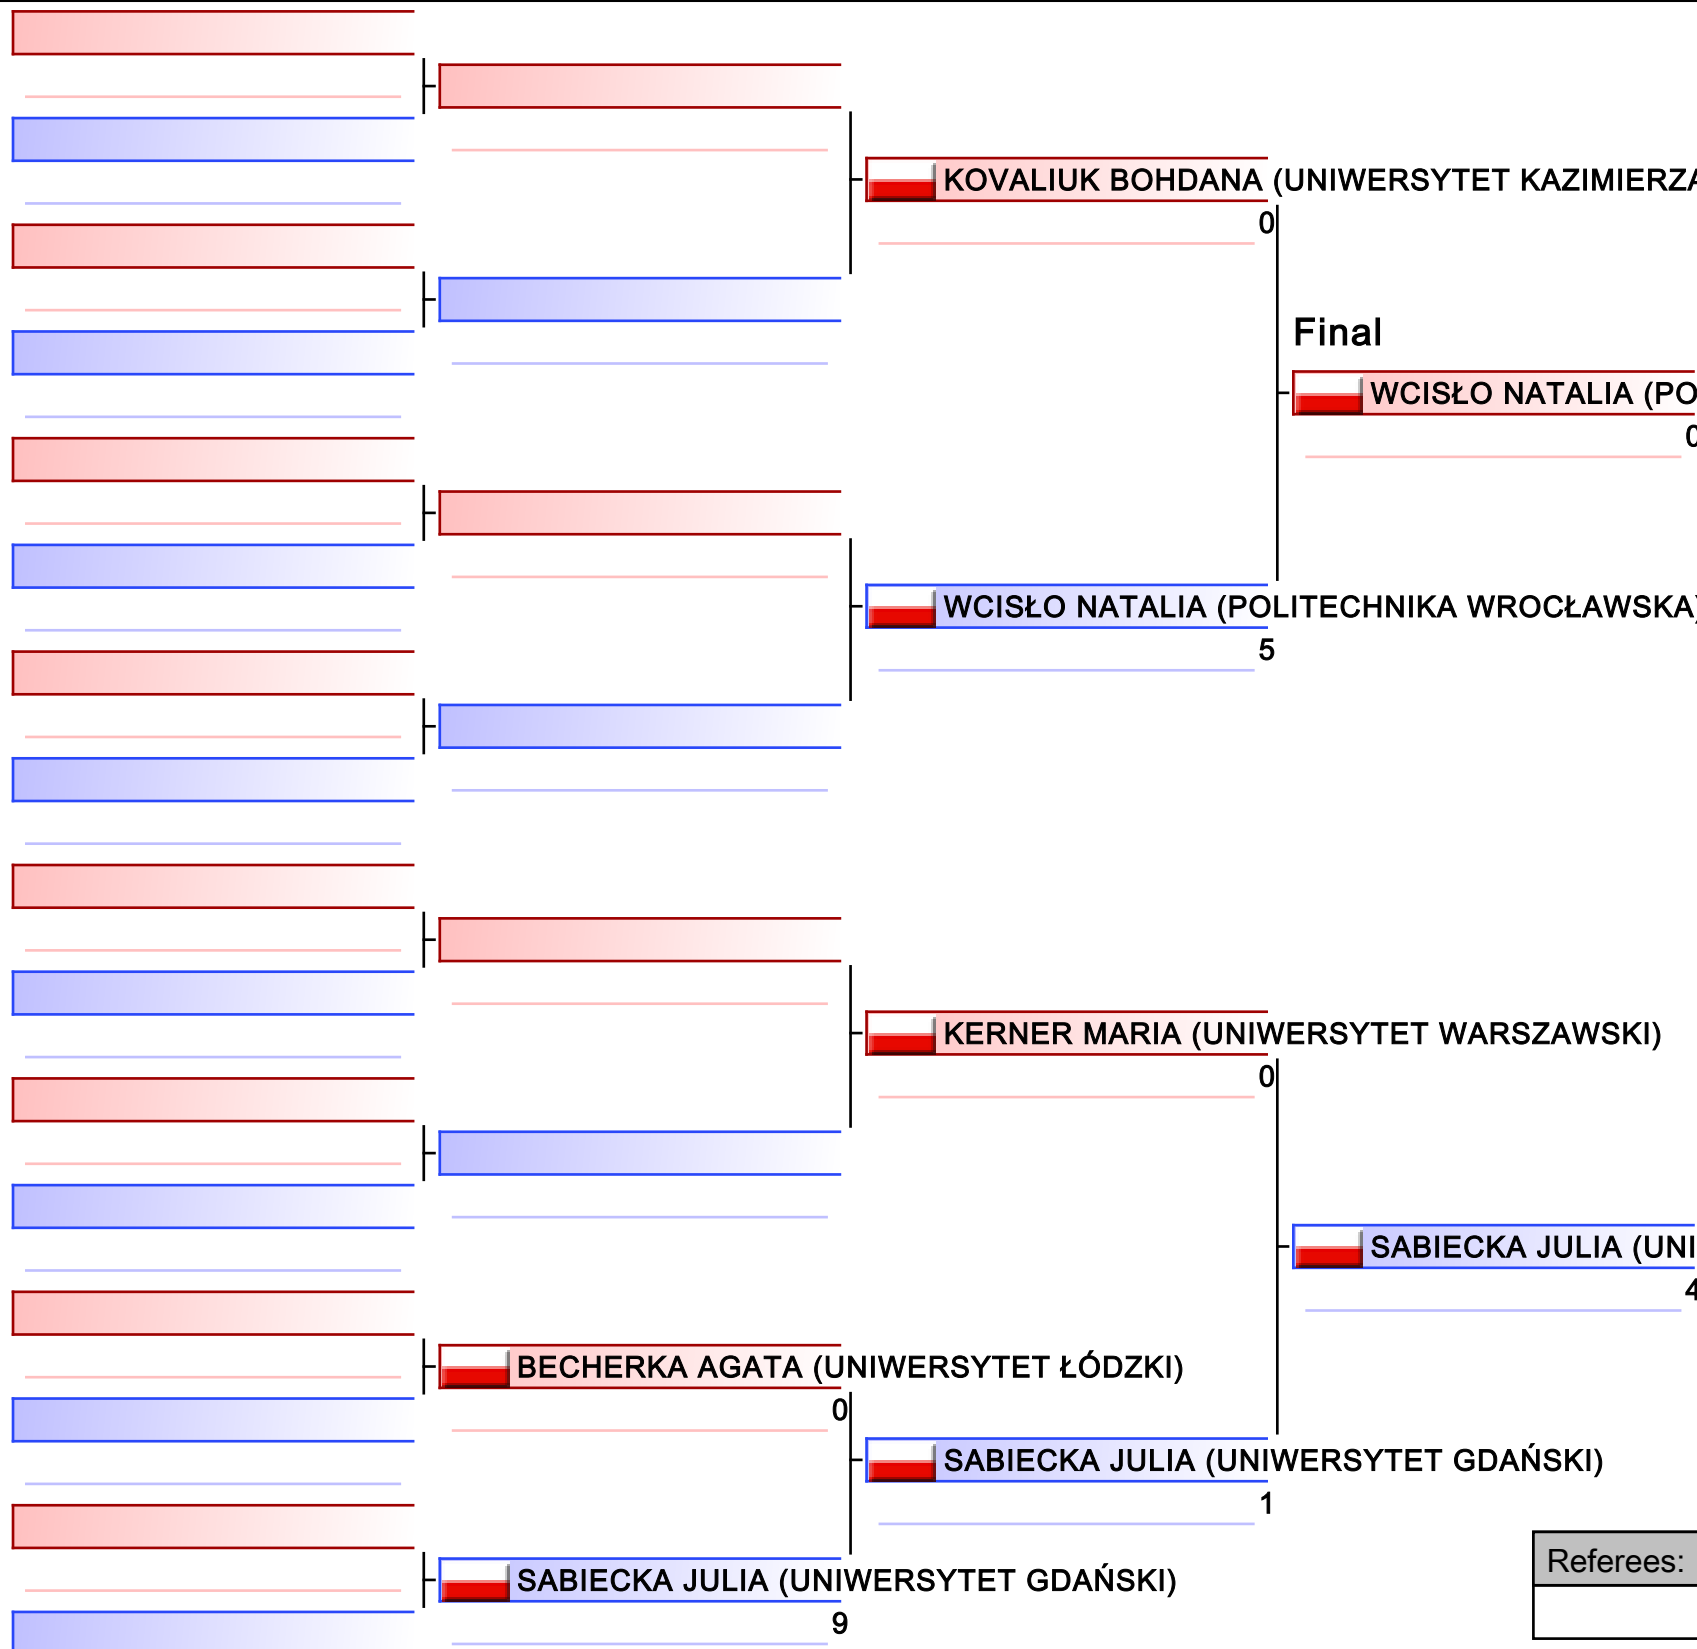 KOVALIUK BOHDANA (UNIWERSYTET KAZIMIERZA
0
Final
WCISŁO NATALIA (PO
0
WCISŁO NATALIA (POLITECHNIKA WROCŁAWSKA)
5
KERNER MARIA (UNIWERSYTET WARSZAWSKI)
0
SABIECKA JULIA (UNI
4
BECHERKA AGATA (UNIWERSYTET ŁÓDZKI)
0
SABIECKA JULIA (UNIWERSYTET GDAŃSKI)
1
Referees:
SABIECKA JULIA (UNIWERSYTET GDAŃSKI)
9